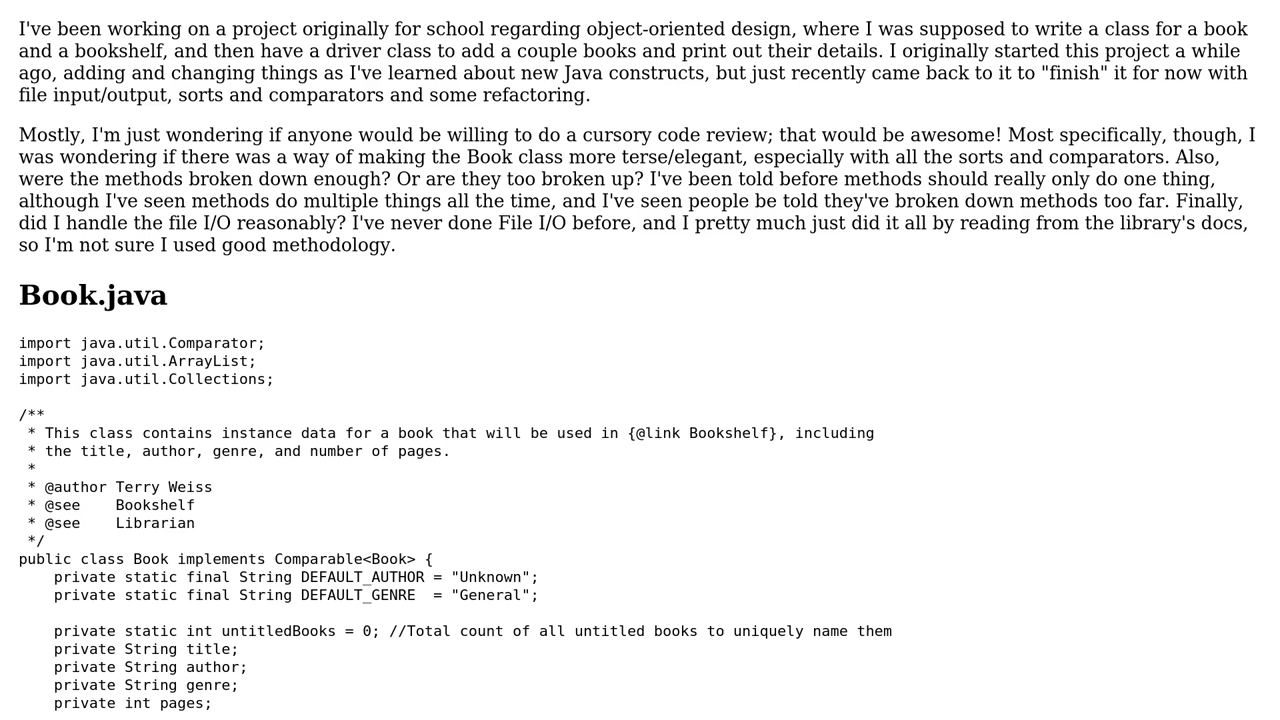 I've been working on a project originally for school regarding object-oriented design, where I was supposed to write a class for a book
and a bookshelf, and then have a driver class to add a couple books and print out their details. I originally started this project a while
ago, adding and changing things as I've learned about new Java constructs, but just recently came back to it to "finish" it for now with
file input/output, sorts and comparators and some refactoring.
Mostly, I'm just wondering if anyone would be willing to do a cursory code review; that would be awesome! Most specifically, though, I
was wondering if there was a way of making the Book class more terse/elegant, especially with all the sorts and comparators. Also,
were the methods broken down enough? Or are they too broken up? I've been told before methods should really only do one thing,
although I've seen methods do multiple things all the time, and I've seen people be told they've broken down methods too far. Finally,
did I handle the file I/O reasonably? I've never done File I/O before, and I pretty much just did it all by reading from the library's docs,
so I'm not sure I used good methodology.
Book.java
import java.util.Comparator;
import java.util.ArrayList;
import java.util.Collections;
/**
 * This class contains instance data for a book that will be used in {@link Bookshelf}, including
 * the title, author, genre, and number of pages.
 *
 * @author Terry Weiss
 * @see    Bookshelf
 * @see    Librarian
 */
public class Book implements Comparable<Book> {
    private static final String DEFAULT_AUTHOR = "Unknown";
    private static final String DEFAULT_GENRE  = "General";
    private static int untitledBooks = 0; //Total count of all untitled books to uniquely name them
    private String title;
    private String author;
    private String genre;
    private int pages;